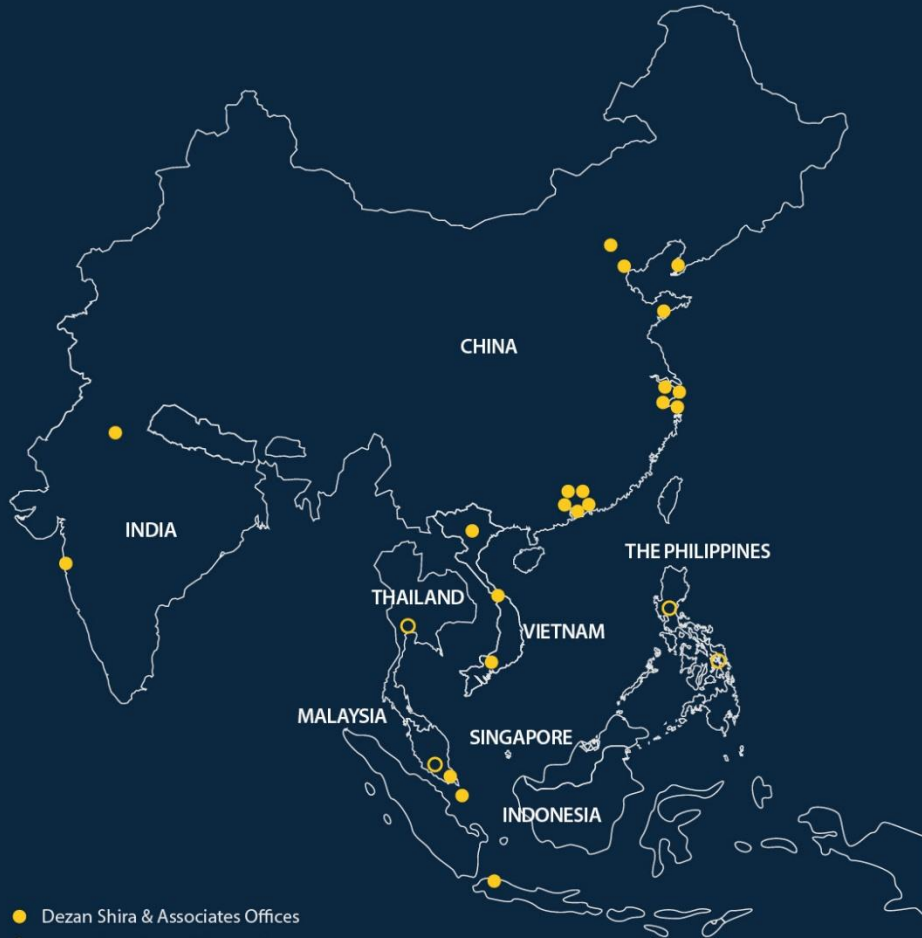 CHINA
INDIA
THE PHILIPPINES
THAILAND
VIETNAM
MALAYSIA
SINGAPORE
INDONESIA
Dezan Shira & Associates Offices